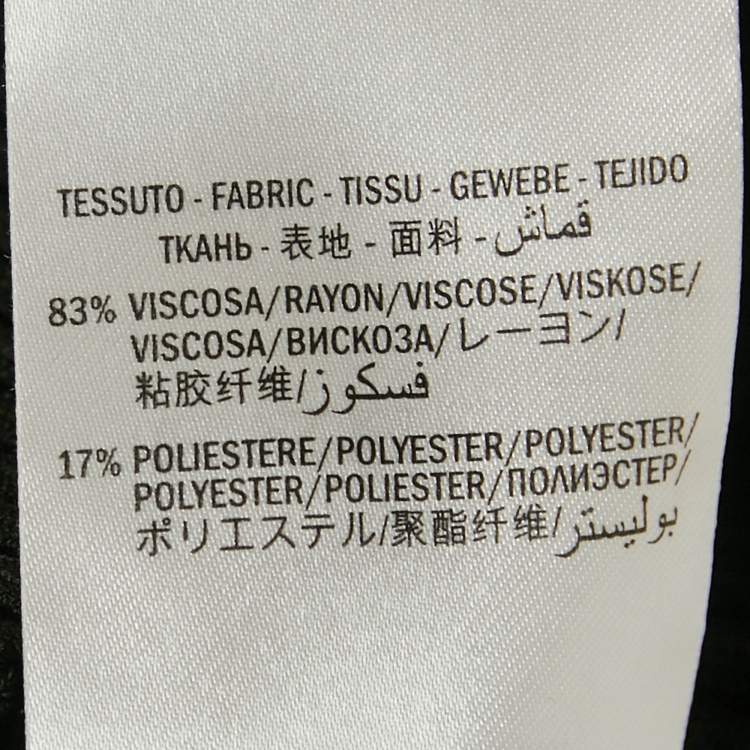 TESSUTO - FABRIC - TISSU - GEWEBE - TEJIDO
ТКАНЬ - 表地 - 面料 - قماش
83% VISCOSA/RAYON/VISCOSE/VISKOSE/
VISCOSA/ВИСКОЗА/レーヨン/
粘胶纤维/فسكوز
17% POLIESTERE/POLYESTER/POLYESTER/
POLYESTER/POLIESTER/ПОЛИЭСТЕР/
ポリエステル/聚酯纤维/بوليستر